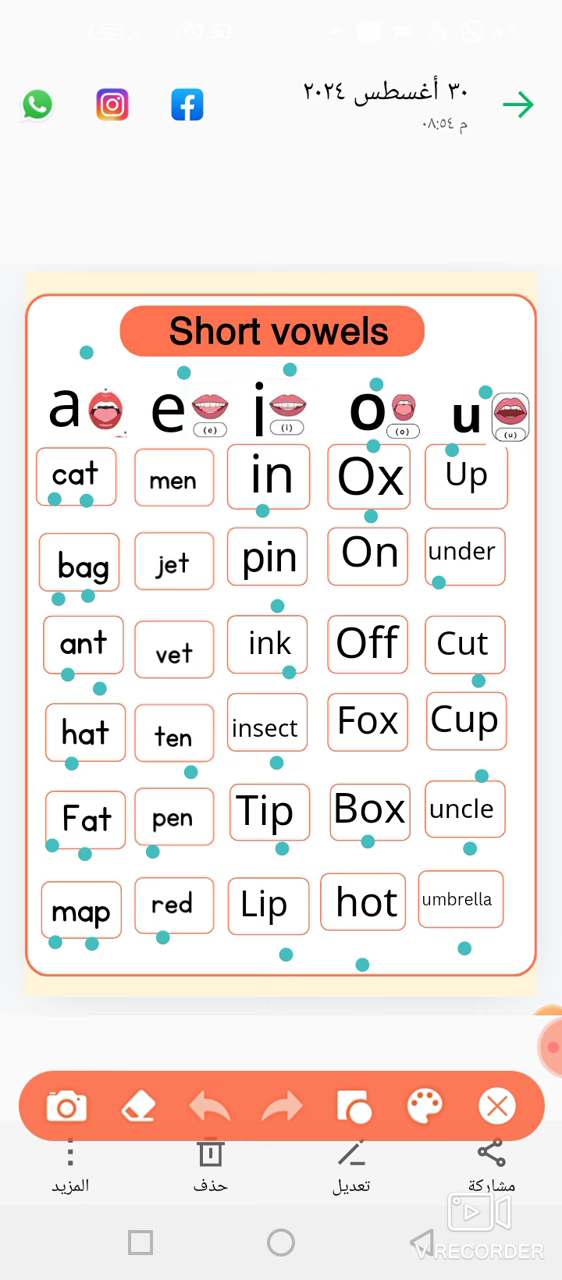 ٣٠ أغسطس ٢٠٢٤
٠٨:٥٤ م
Short vowels
a e i o u
(e) (i) (o) (u)
cat men in Ox Up
bag jet pin On under
ant vet ink Off Cut
hat ten insect Fox Cup
Fat pen Tip Box uncle
map red Lip hot umbrella
مشاركة تعديل حذف المزيد
V RECORDER